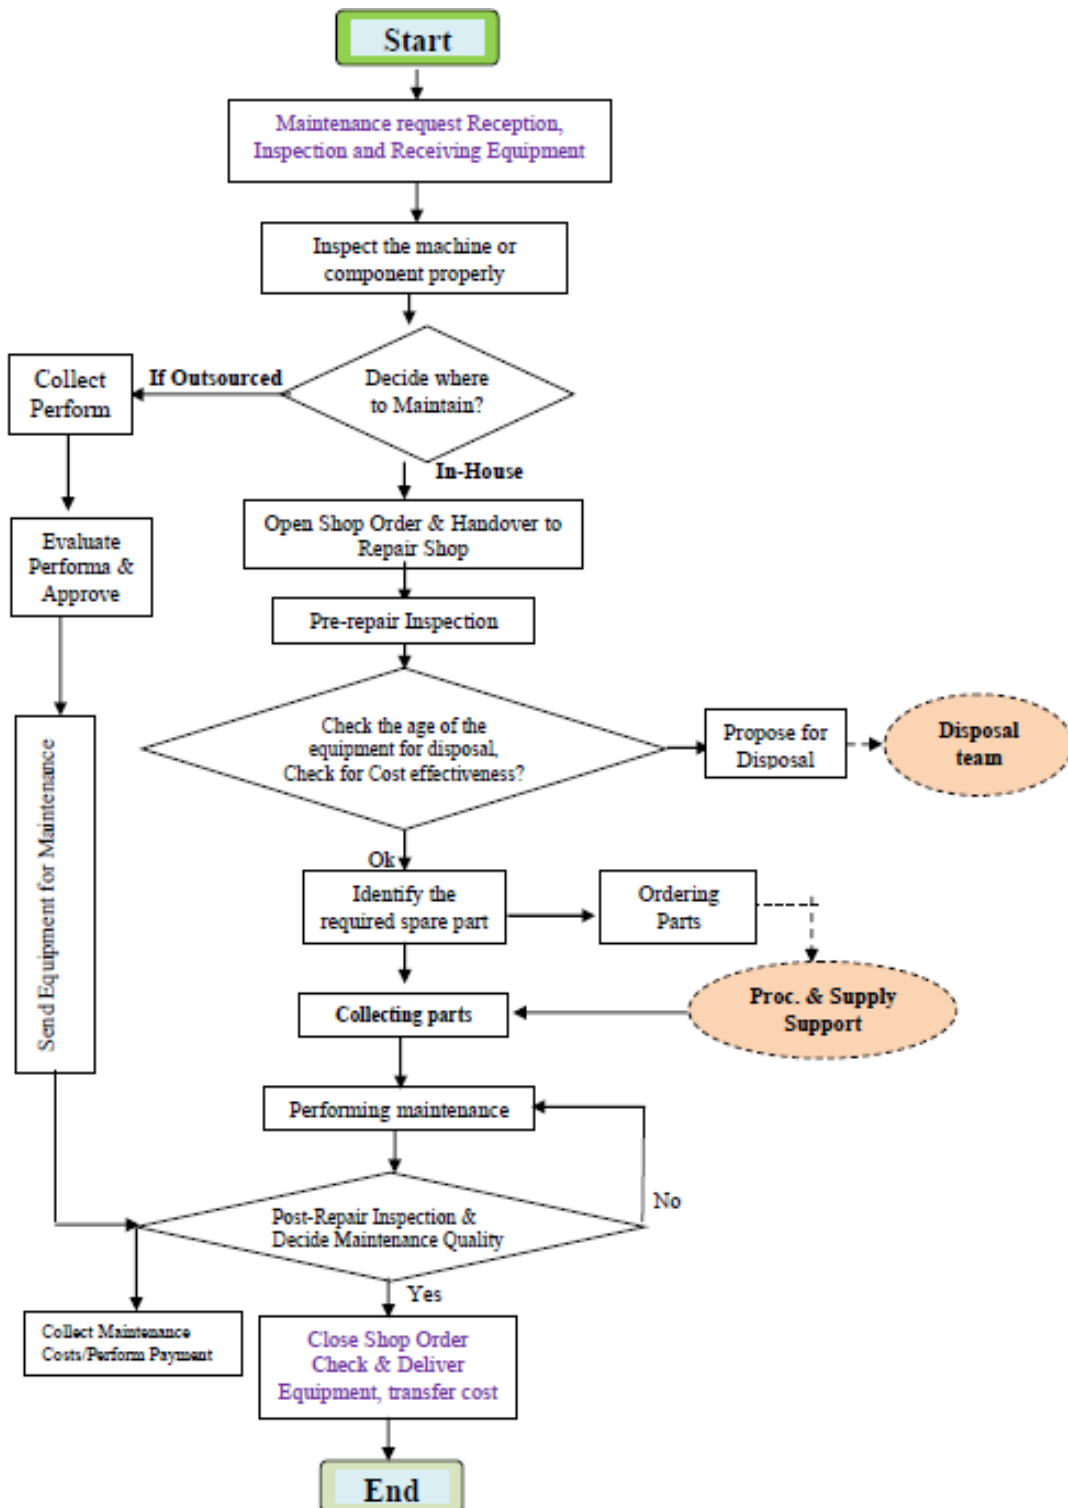 Start
Maintenance request Reception,
Inspection and Receiving Equipment
Inspect the machine or
component properly
Decide where
to Maintain?
If Outsourced
Collect
Perform
In-House
Evaluate
Performa &
Approve
Open Shop Order & Handover to
Repair Shop
Pre-repair Inspection
Check the age of the
equipment for disposal,
Check for Cost effectiveness?
Propose for
Disposal
Disposal
team
Send Equipment for Maintenance
Ok
Identify the
required spare part
Ordering
Parts
Proc. & Supply
Support
Collecting parts
Performing maintenance
No
Post-Repair Inspection &
Decide Maintenance Quality
Yes
Collect Maintenance
Costs/Perform Payment
Close Shop Order
Check & Deliver
Equipment, transfer cost
End